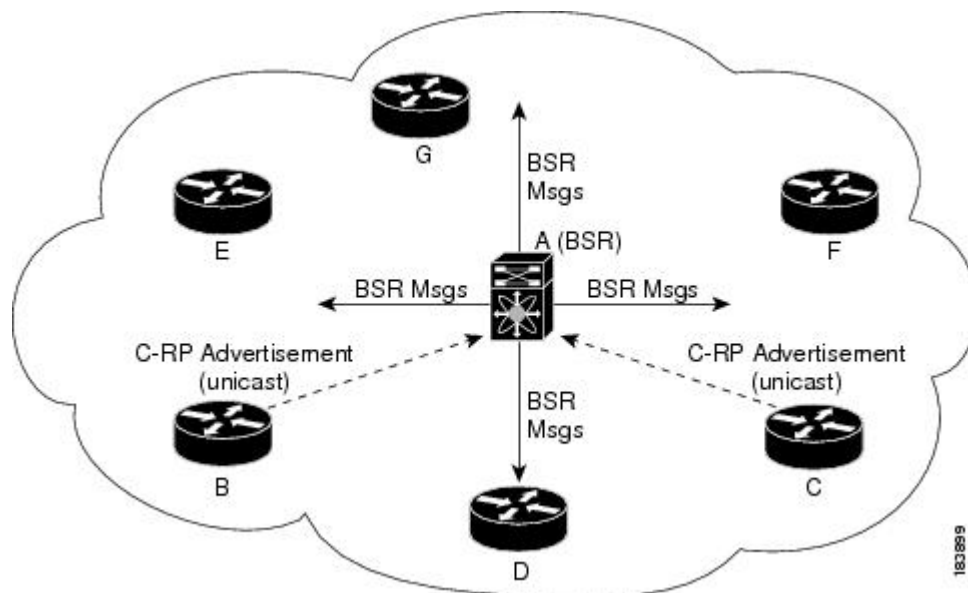 G
BSR
Msgs
E
A (BSR)
F
BSR Msgs
BSR Msgs
C-RP Advertisement
(unicast)
C-RP Advertisement
(unicast)
BSR
Msgs
B
C
D
183899